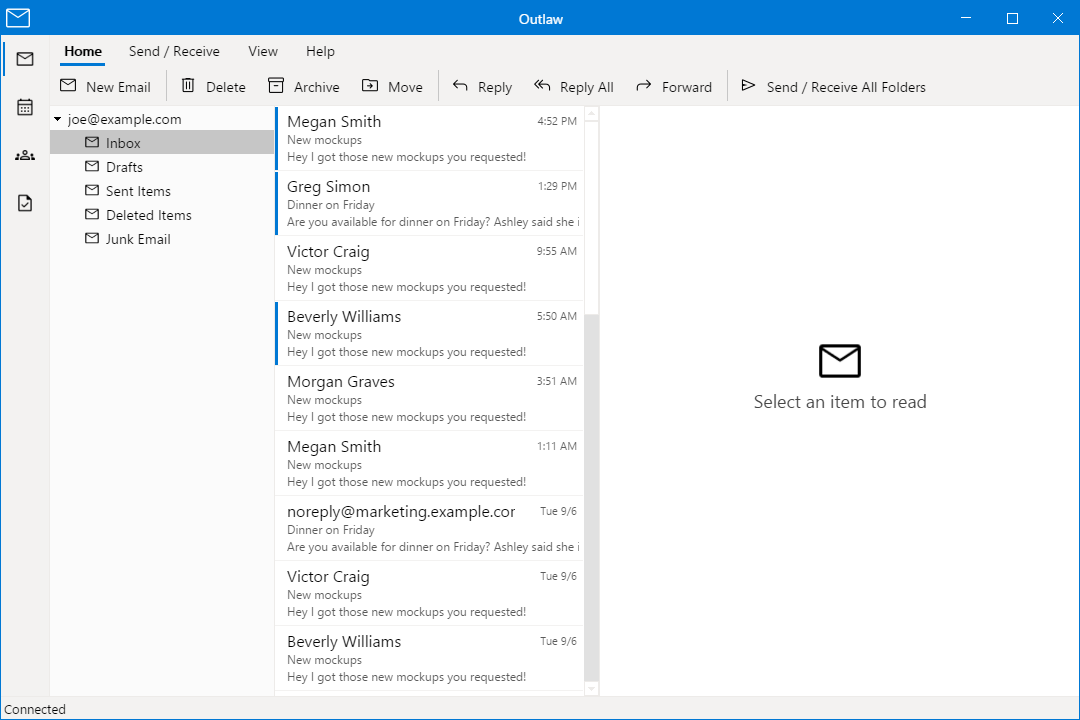 Outlaw
Home Send / Receive View Help
New Email Delete Archive Move Reply Reply All Forward Send / Receive All Folders
joe@example.com
Inbox
Drafts
Sent Items
Deleted Items
Junk Email
Megan Smith 4:52 PM
New mockups
Hey I got those new mockups you requested!
Greg Simon 1:29 PM
Dinner on Friday
Are you available for dinner on Friday? Ashley said she i
Victor Craig 9:55 AM
New mockups
Hey I got those new mockups you requested!
Beverly Williams 5:50 AM
New mockups
Hey I got those new mockups you requested!
Morgan Graves 3:51 AM
New mockups
Hey I got those new mockups you requested!
Megan Smith 1:11 AM
New mockups
Hey I got those new mockups you requested!
noreply@marketing.example.cor Tue 9/6
Dinner on Friday
Are you available for dinner on Friday? Ashley said she i
Victor Craig Tue 9/6
New mockups
Hey I got those new mockups you requested!
Beverly Williams Tue 9/6
New mockups
Hey I got those new mockups you requested!
Select an item to read
Connected